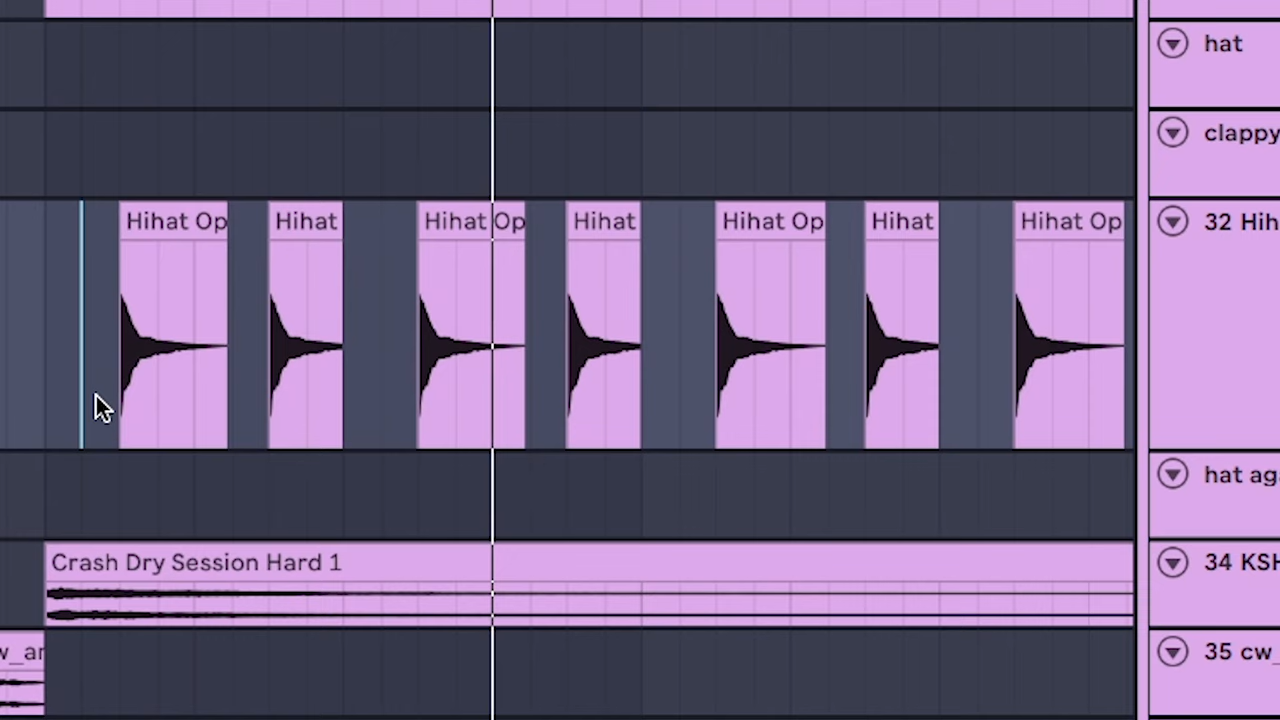 hat
clappy
Hihat Op Hihat Hihat Op Hihat Hihat Op Hihat Hihat Op 32 Hih
hat aga
Crash Dry Session Hard 1 34 KSH
w_ar 35 cw_